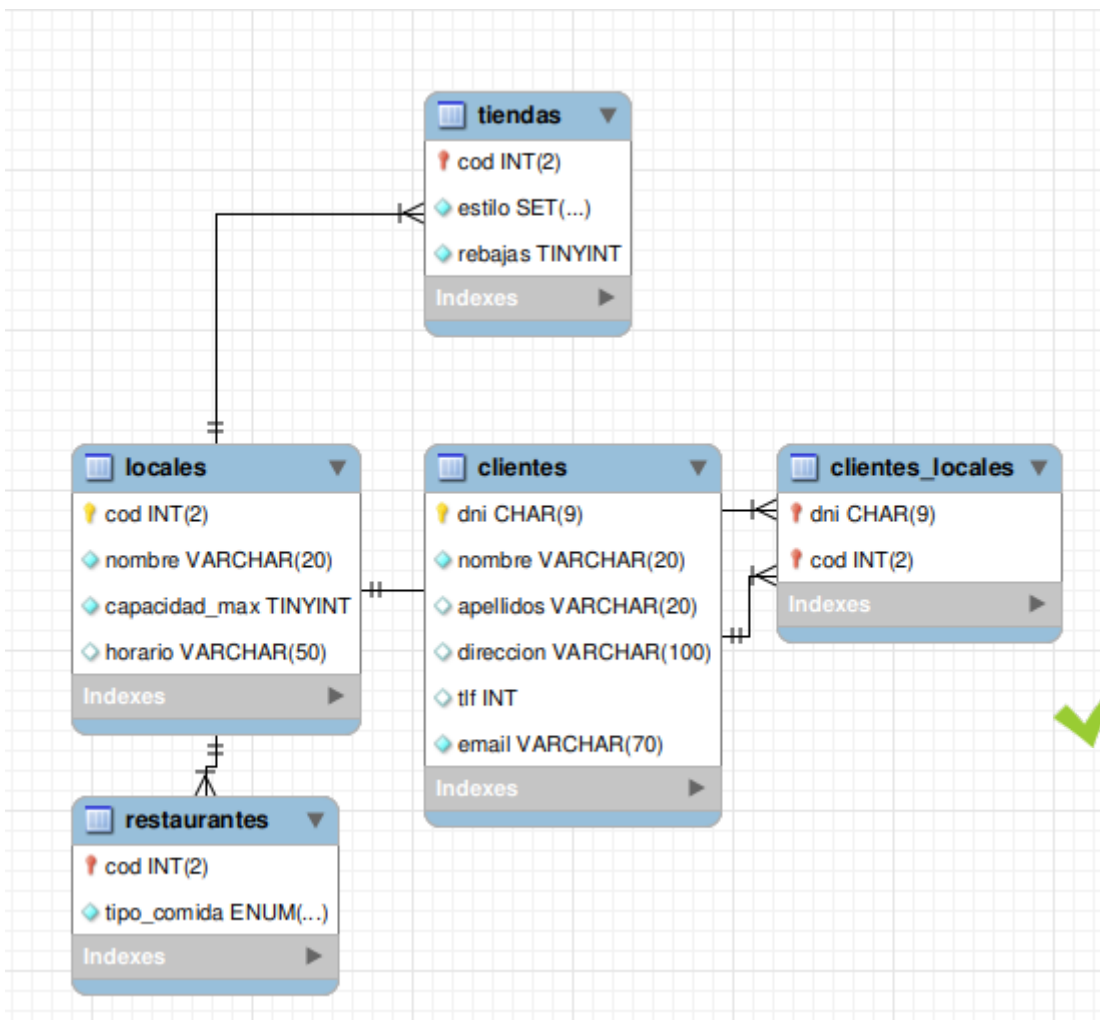 tiendas
cod INT(2)
estilo SET(...)
rebajas TINYINT
Indexes
locales
cod INT(2)
nombre VARCHAR(20)
capacidad_max TINYINT
horario VARCHAR(50)
Indexes
clientes
dni CHAR(9)
nombre VARCHAR(20)
apellidos VARCHAR(20)
direccion VARCHAR(100)
tlf INT
email VARCHAR(70)
Indexes
clientes_locales
dni CHAR(9)
cod INT(2)
Indexes
restaurantes
cod INT(2)
tipo_comida ENUM(...)
Indexes